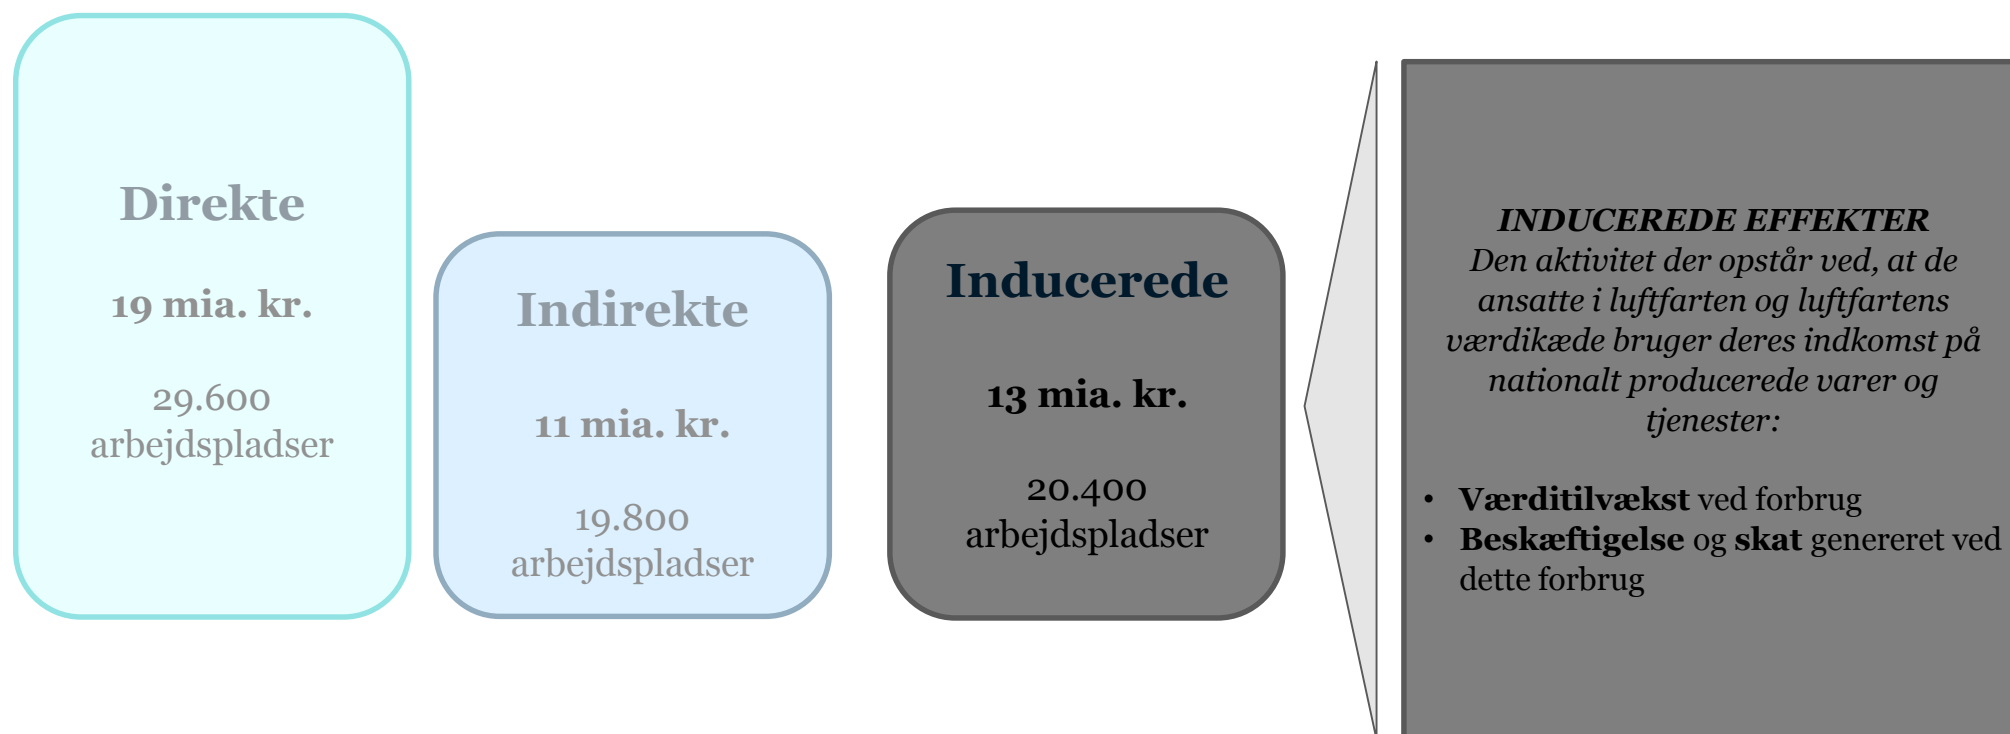 Direkte
19 mia. kr.
29.600
arbejdspladser
Indirekte
11 mia. kr.
19.800
arbejdspladser
Inducerede
13 mia. kr.
20.400
arbejdspladser
INDUCEREDE EFFEKTER
Den aktivitet der opstår ved, at de
ansatte i luftfarten og luftfartens
værdikæde bruger deres indkomst på
nationalt producerede varer og
tjenester:
• Værditilvækst ved forbrug
• Beskæftigelse og skat genereret ved
dette forbrug